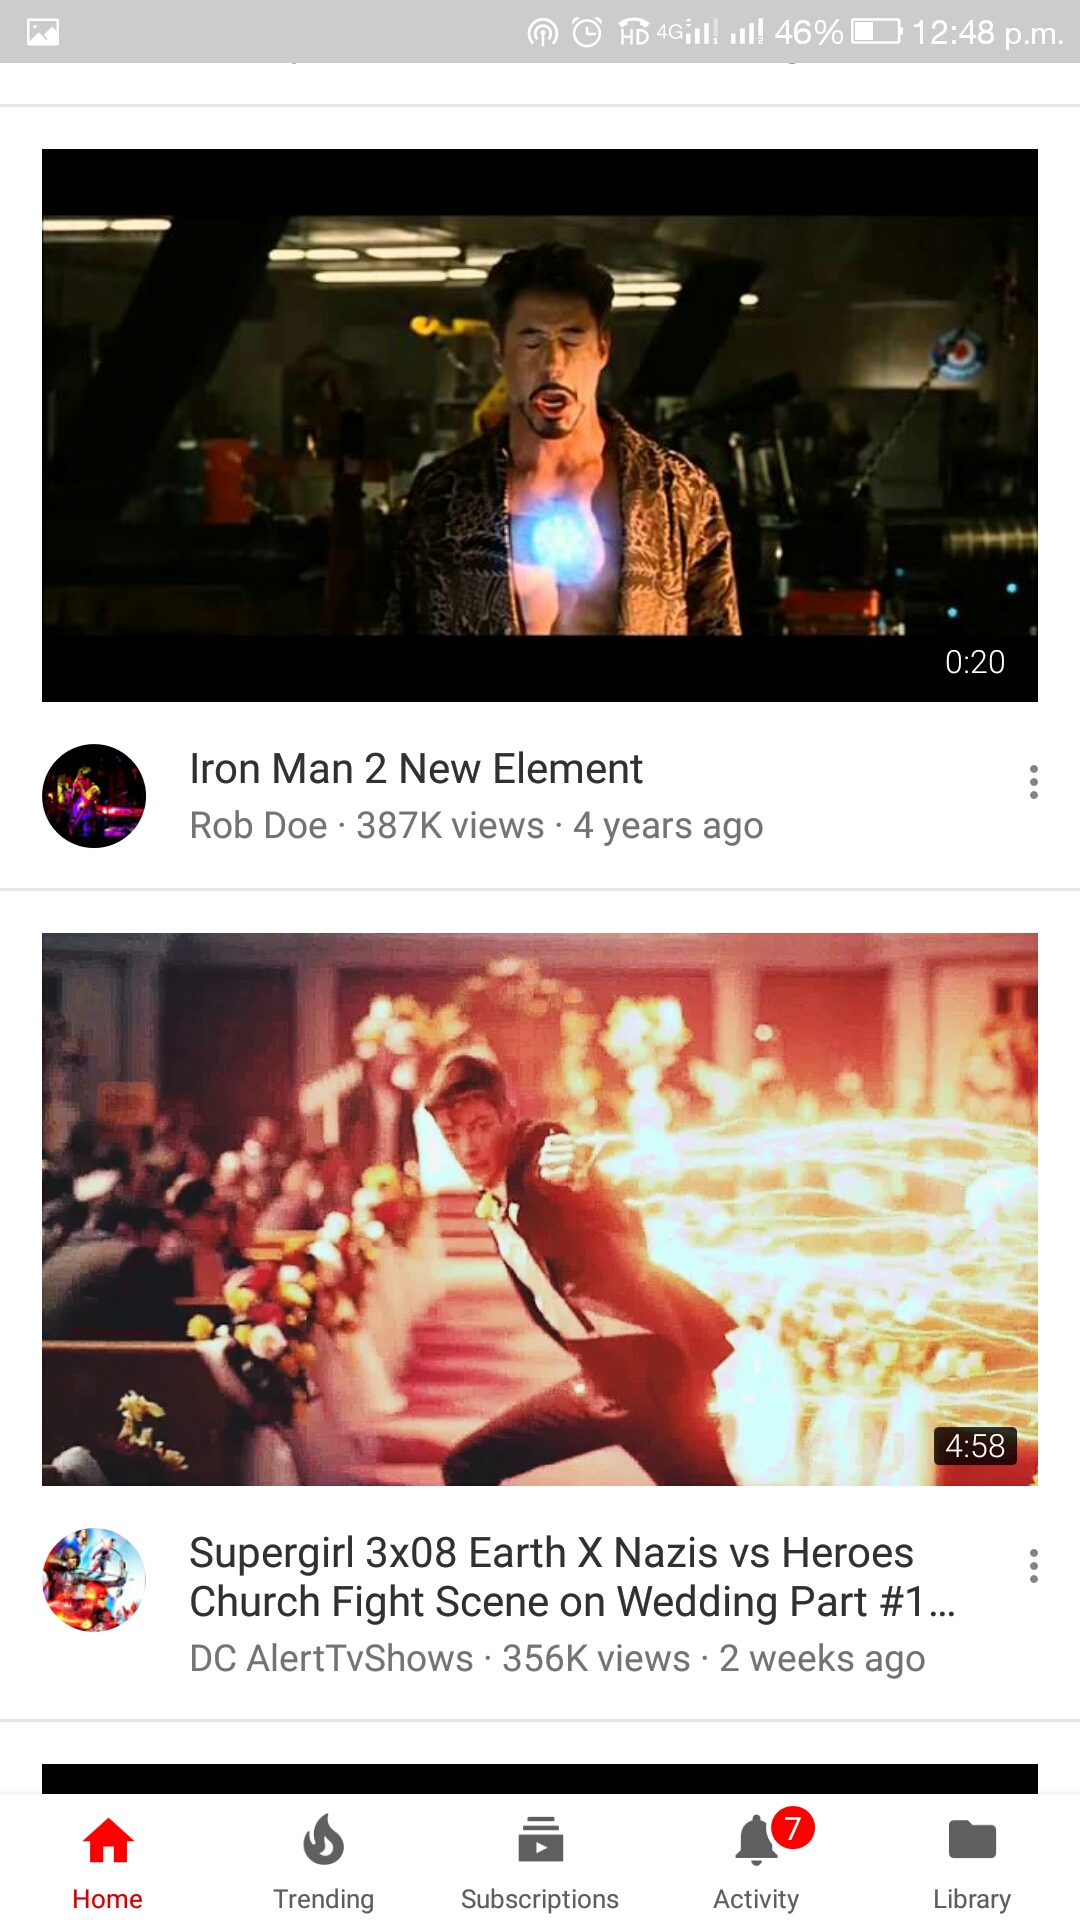 HD 4G 46% 12:48 p.m.
0:20
Iron Man 2 New Element
Rob Doe · 387K views · 4 years ago
4:58
Supergirl 3x08 Earth X Nazis vs Heroes
Church Fight Scene on Wedding Part #1...
DC AlertTvShows · 356K views · 2 weeks ago
7
Home Trending Subscriptions Activity Library